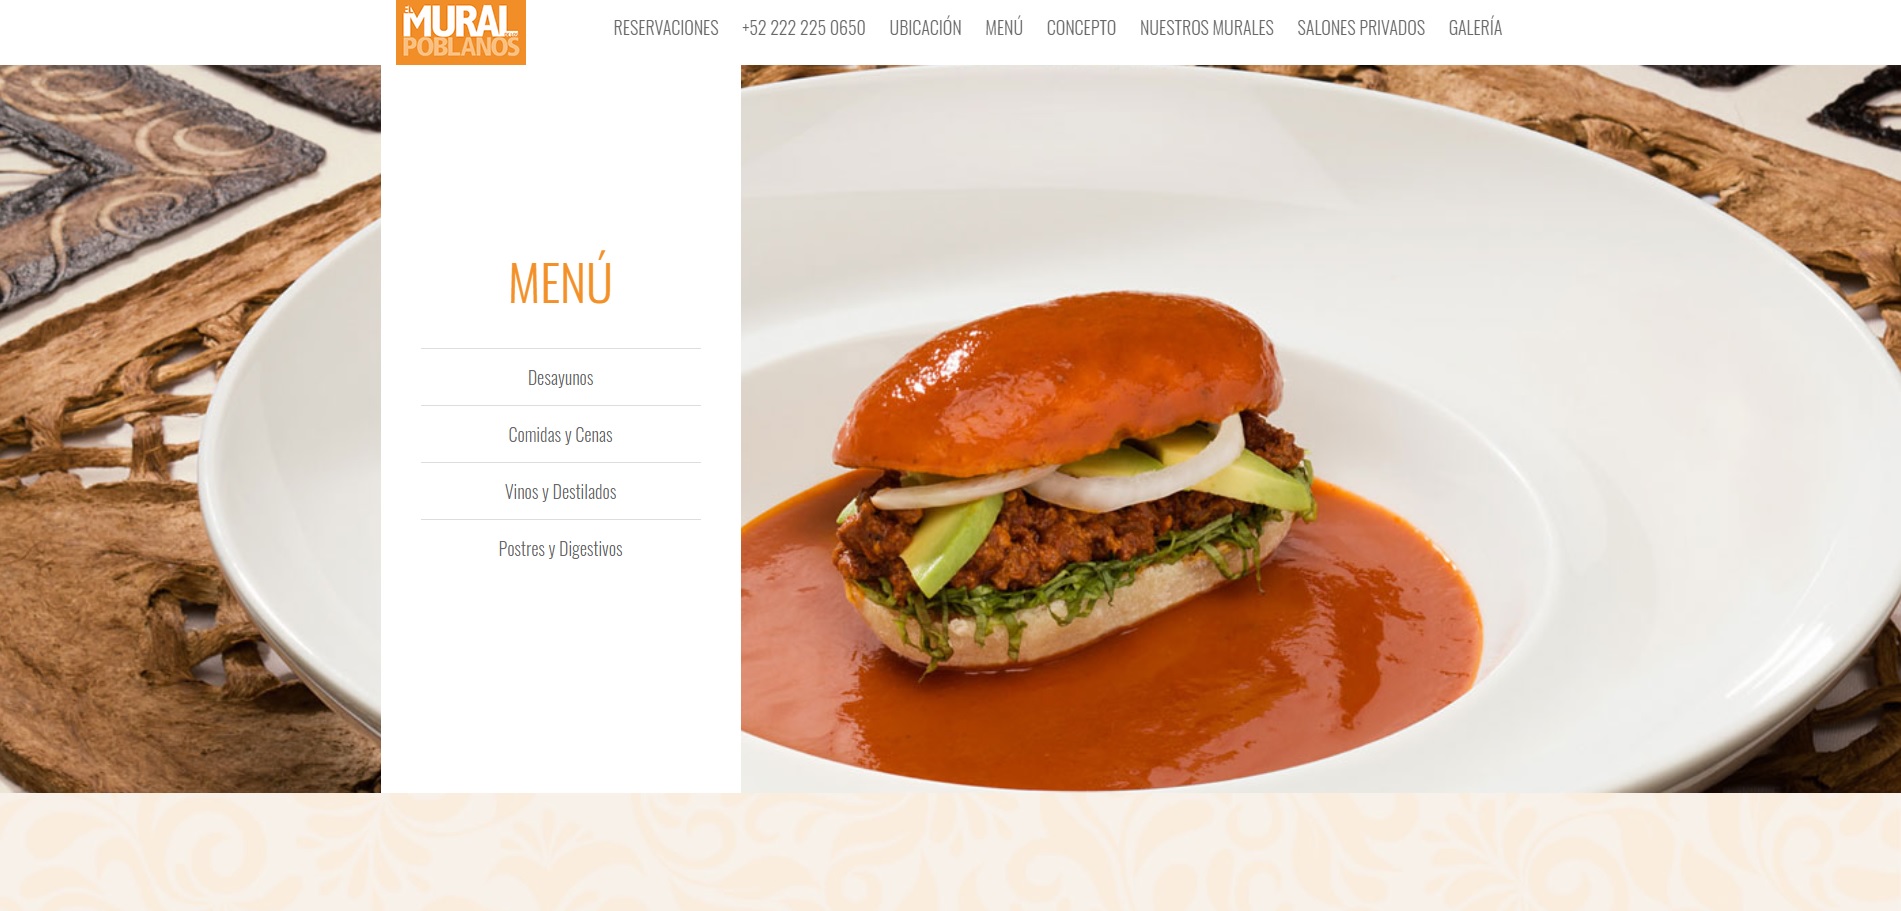 EL
MURAL
DE LOS
POBLANOS
RESERVACIONES +52 222 225 0650 UBICACIÓN MENÚ CONCEPTO NUESTROS MURALES SALONES PRIVADOS GALERÍA
MENÚ
Desayunos
Comidas y Cenas
Vinos y Destilados
Postres y Digestivos